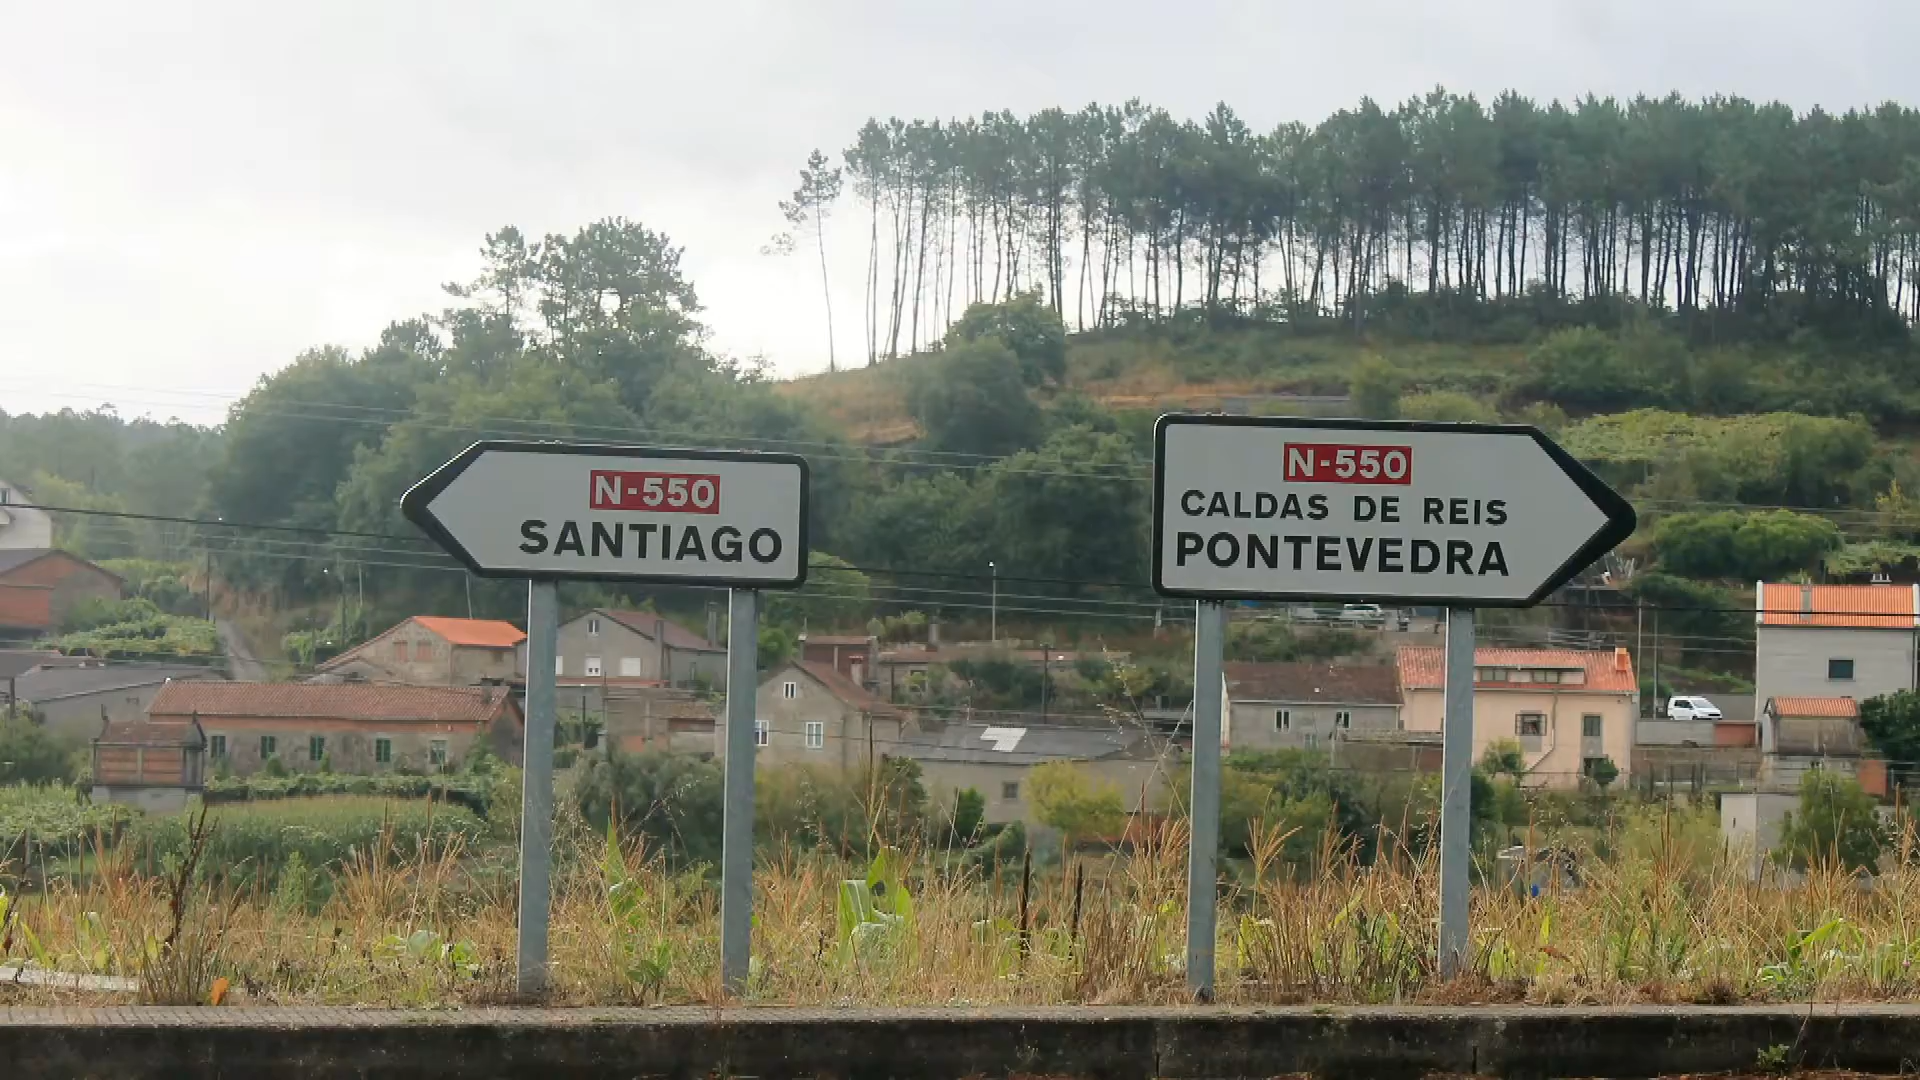 N-550
SANTIAGO
N-550
CALDAS DE REIS
PONTEVEDRA